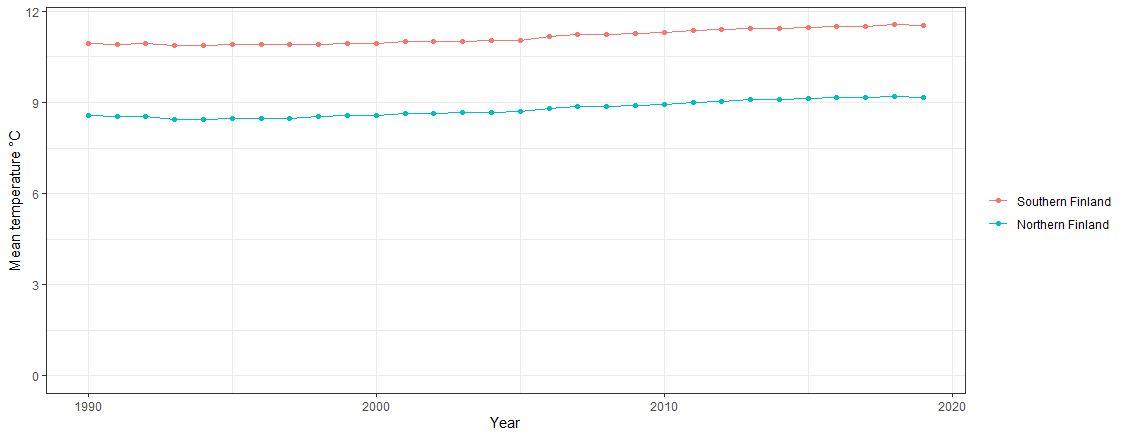 12
9
6
3
0
Mean temperature °C
1990
2000
2010
2020
Year
Southern Finland
Northern Finland